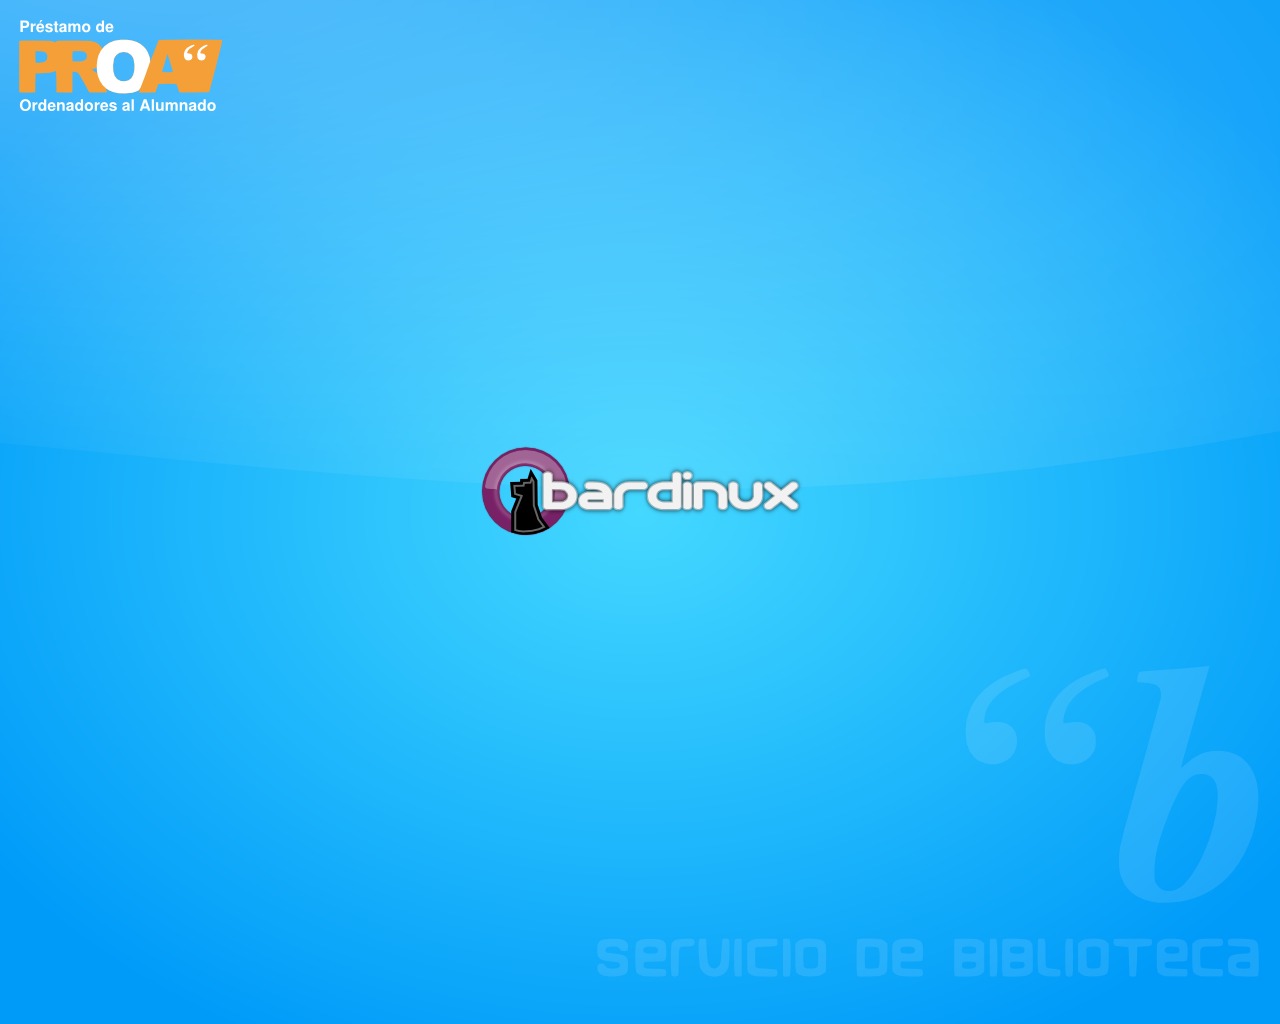 Préstamo de
PROA“
Ordenadores al Alumnado
bardinux
“b
SERVICIO DE BIBLIOTECA